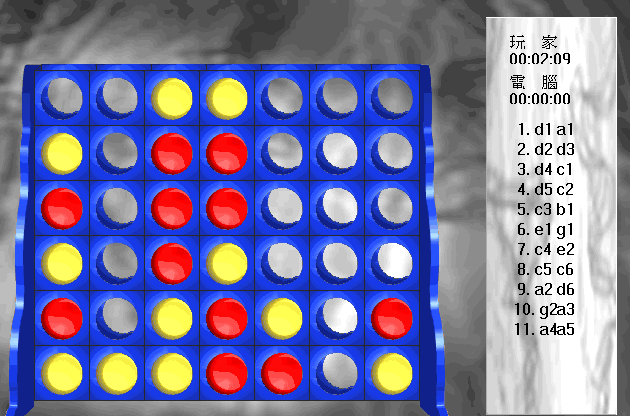 玩 家
00:02:09
電 腦
00:00:00
1. d1 a1
2. d2 d3
3. d4 c1
4. d5 c2
5. c3 b1
6. e1 g1
7. c4 e2
8. c5 c6
9. a2 d6
10. g2a3
11. a4a5